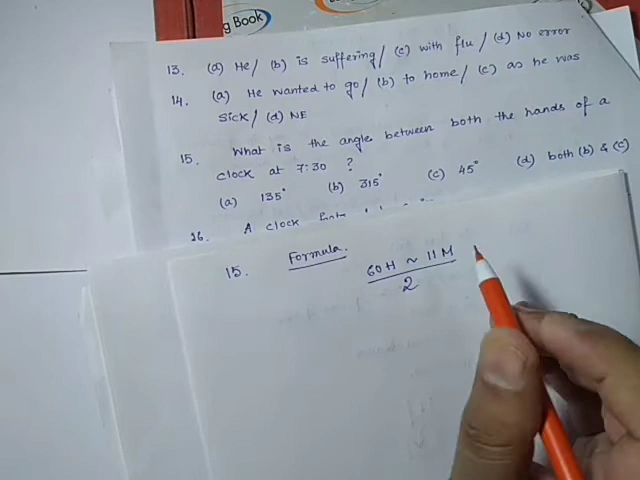 g Book
13. (a) He/ (b) is suffering/ (c) with flu/ (d) No error
14. (a) He wanted to go/ (b) to home/ (c) as he was
sick/ (d) NE
15. What is the angle between both the hands of a
clock at 7:30 ?
(a) 135° (b) 315° (c) 45° (d) both (b) & (c)
26. A clock
15. Formula.
60H ~ 11M
2